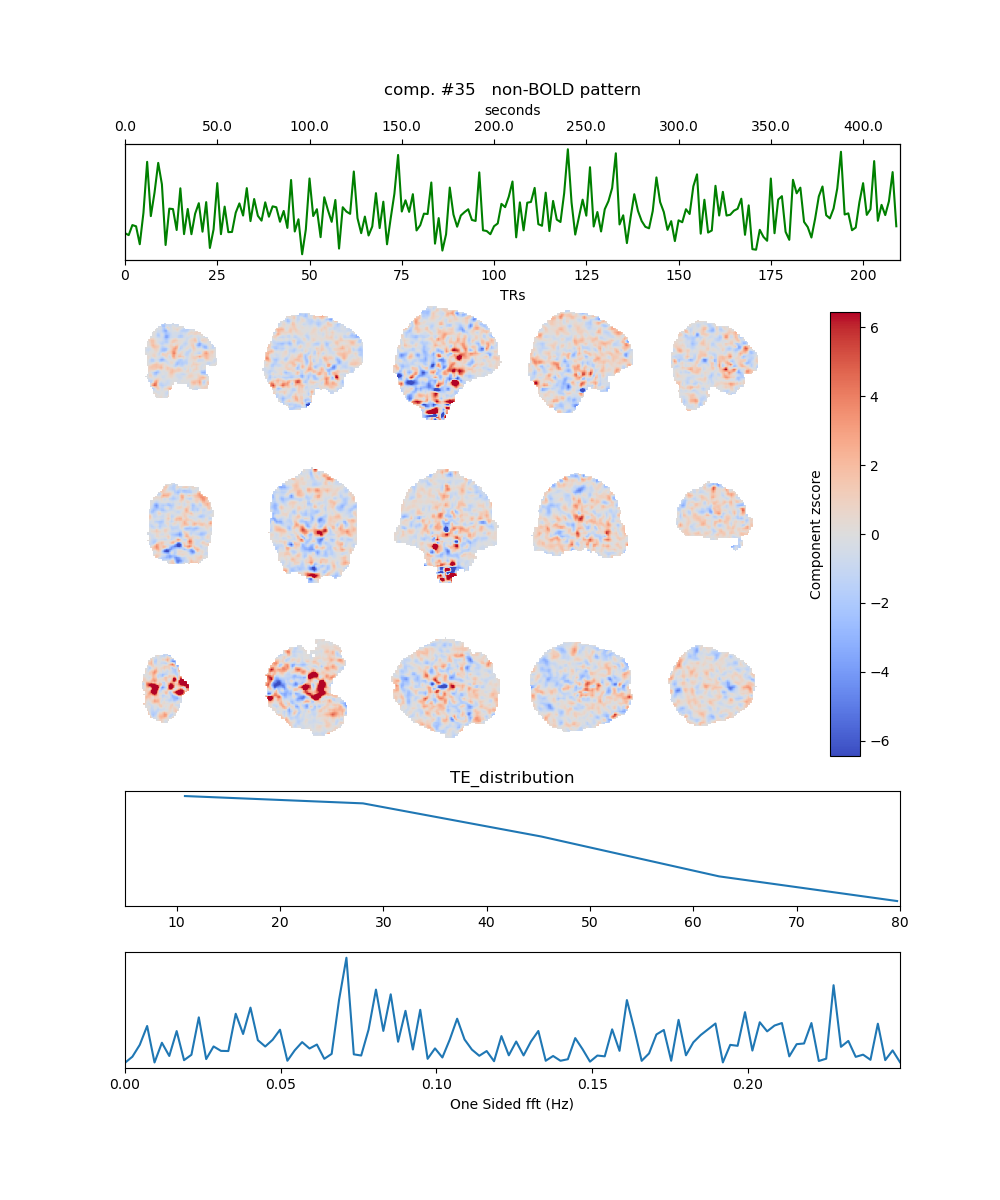 comp. #35   non-BOLD pattern
seconds
0.0 50.0 100.0 150.0 200.0 250.0 300.0 350.0 400.0
0 25 50 75 100 125 150 175 200
TRs
6
4
2
0
−2
−4
−6
Component zscore
TE_distribution
10 20 30 40 50 60 70 80
0.00 0.05 0.10 0.15 0.20
One Sided fft (Hz)